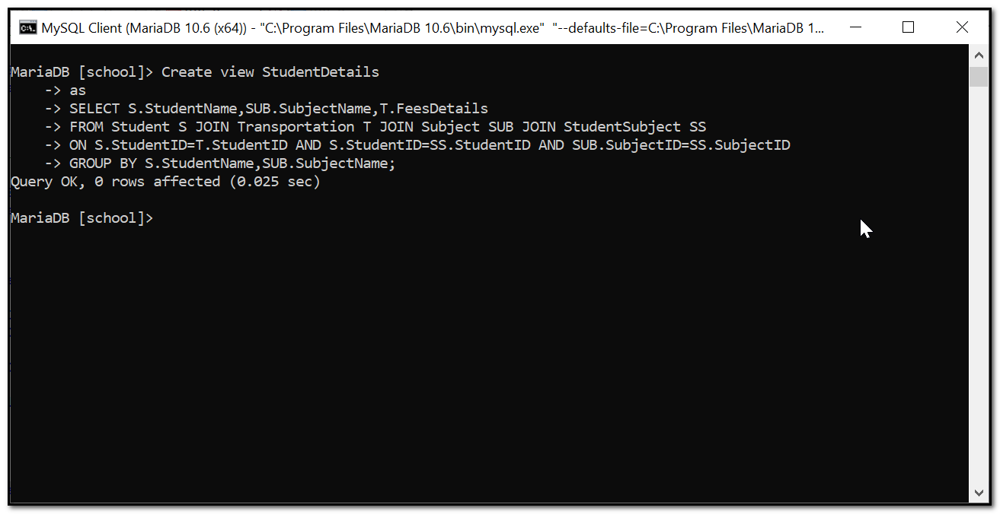 MySQL Client (MariaDB 10.6 (x64)) - "C:\Program Files\MariaDB 10.6\bin\mysql.exe"  "--defaults-file=C:\Program Files\MariaDB 1...
MariaDB [school]> Create view StudentDetails
    -> as
    -> SELECT S.StudentName,SUB.SubjectName,T.FeesDetails
    -> FROM Student S JOIN Transportation T JOIN Subject SUB JOIN StudentSubject SS
    -> ON S.StudentID=T.StudentID AND S.StudentID=SS.StudentID AND SUB.SubjectID=SS.SubjectID
    -> GROUP BY S.StudentName,SUB.SubjectName;
Query OK, 0 rows affected (0.025 sec)
MariaDB [school]>